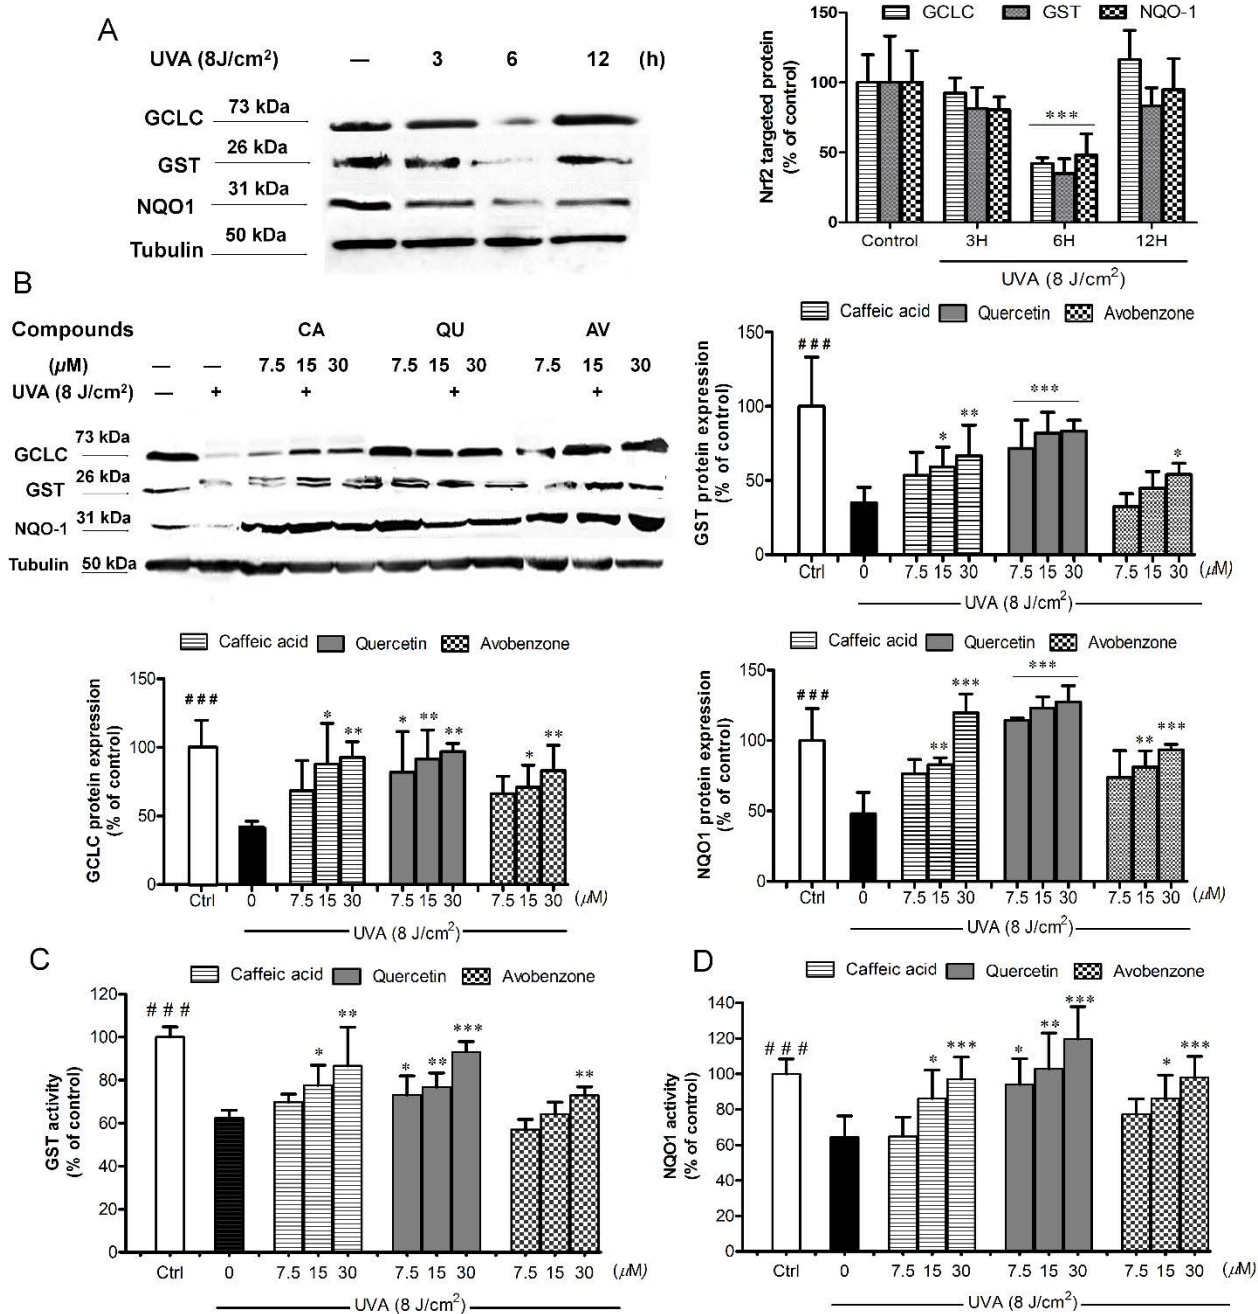 A
UVA (8J/cm²) — 3 6 12 (h)
GCLC 73 kDa
GST 26 kDa
NQO1 31 kDa
Tubulin 50 kDa
GCLC GST NQO-1
Nrf2 targeted protein
(% of control)
150
100
50
0
***
Control 3H 6H 12H
UVA (8 J/cm²)
B
Compounds CA QU AV
(μM) — — 7.5 15 30 7.5 15 30 7.5 15 30
UVA (8 J/cm²) — + + + +
GCLC 73 kDa
GST 26 kDa
NQO-1 31 kDa
Tubulin 50 kDa
Caffeic acid Quercetin Avobenzone
GST protein expression
(% of control)
150
100
50
0
### * ** *** *
Ctrl 0 7.5 15 30 7.5 15 30 7.5 15 30 (μM)
UVA (8 J/cm²)
Caffeic acid Quercetin Avobenzone
GCLC protein expression
(% of control)
150
100
50
0
### * ** * ** ** * **
Ctrl 0 7.5 15 30 7.5 15 30 7.5 15 30 (μM)
UVA (8 J/cm²)
Caffeic acid Quercetin Avobenzone
NQO1 protein expression
(% of control)
150
100
50
0
### ** *** *** ** ***
Ctrl 0 7.5 15 30 7.5 15 30 7.5 15 30 (μM)
UVA (8 J/cm²)
C
Caffeic acid Quercetin Avobenzone
GST activity
(% of control)
120
100
80
60
40
20
0
# # # * ** * ** *** **
Ctrl 0 7.5 15 30 7.5 15 30 7.5 15 30 (μM)
UVA (8 J/cm²)
D
Caffeic acid Quercetin Avobenzone
NQO1 activity
(% of control)
140
120
100
80
60
40
20
0
# # # * *** * ** *** * ***
Ctrl 0 7.5 15 30 7.5 15 30 7.5 15 30 (μM)
UVA (8 J/cm²)